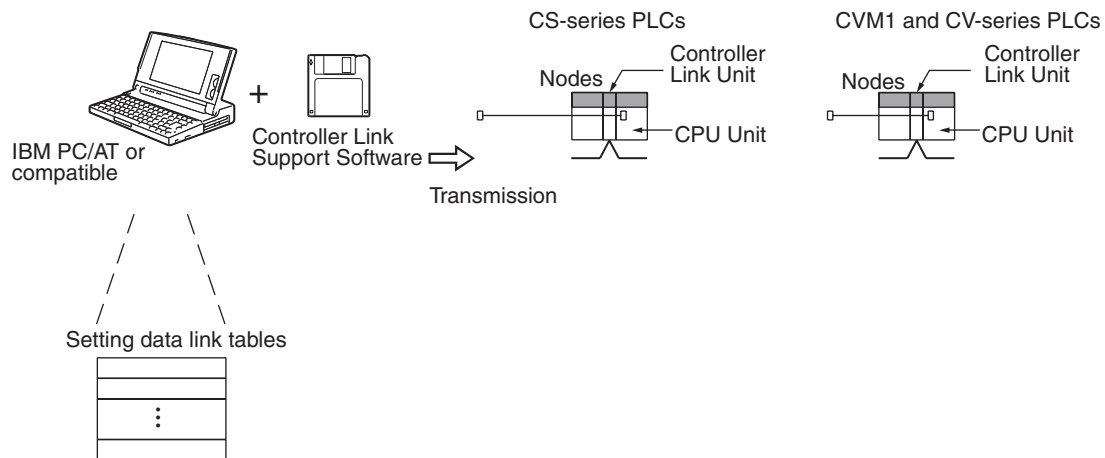 CS-series PLCs
CVM1 and CV-series PLCs
Controller
Link Unit
Nodes
CPU Unit
Controller
Link Unit
Nodes
CPU Unit
+
IBM PC/AT or
compatible
Controller Link
Support Software
Transmission
Setting data link tables